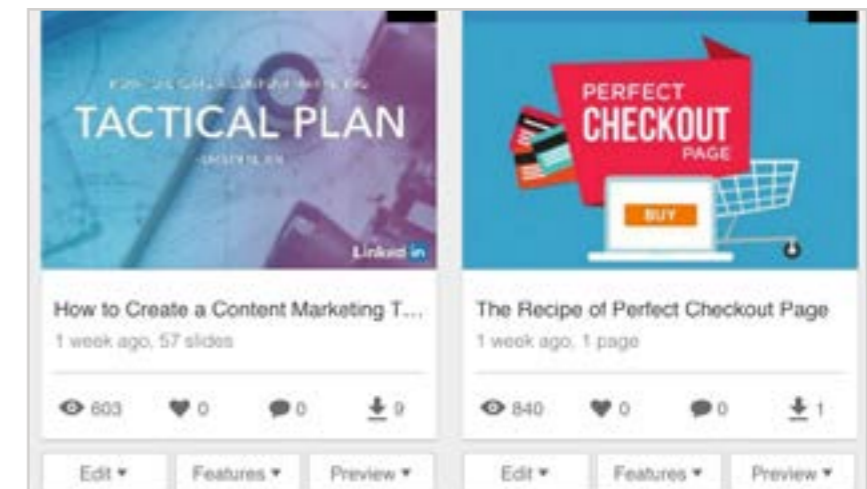 TACTICAL PLAN
Linked in
How to Create a Content Marketing T...
1 week ago, 57 slides
603 0 0 9
Edit Features Preview
PERFECT
CHECKOUT
PAGE
BUY
The Recipe of Perfect Checkout Page
1 week ago, 1 page
840 0 0 1
Edit Features Preview